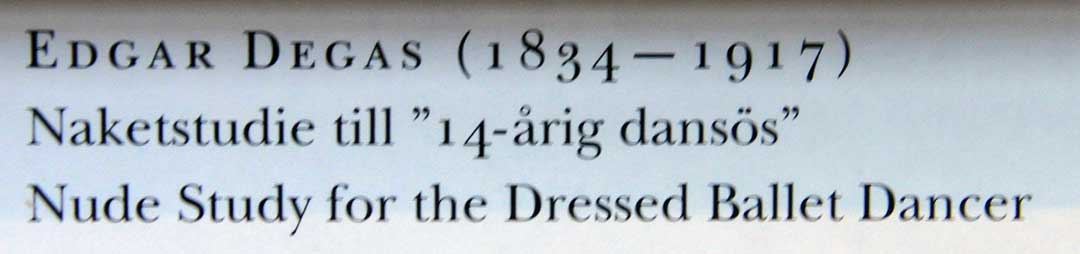 EDGAR DEGAS (1834–1917)
Naketstudie till ”14-årig dansös”
Nude Study for the Dressed Ballet Dancer